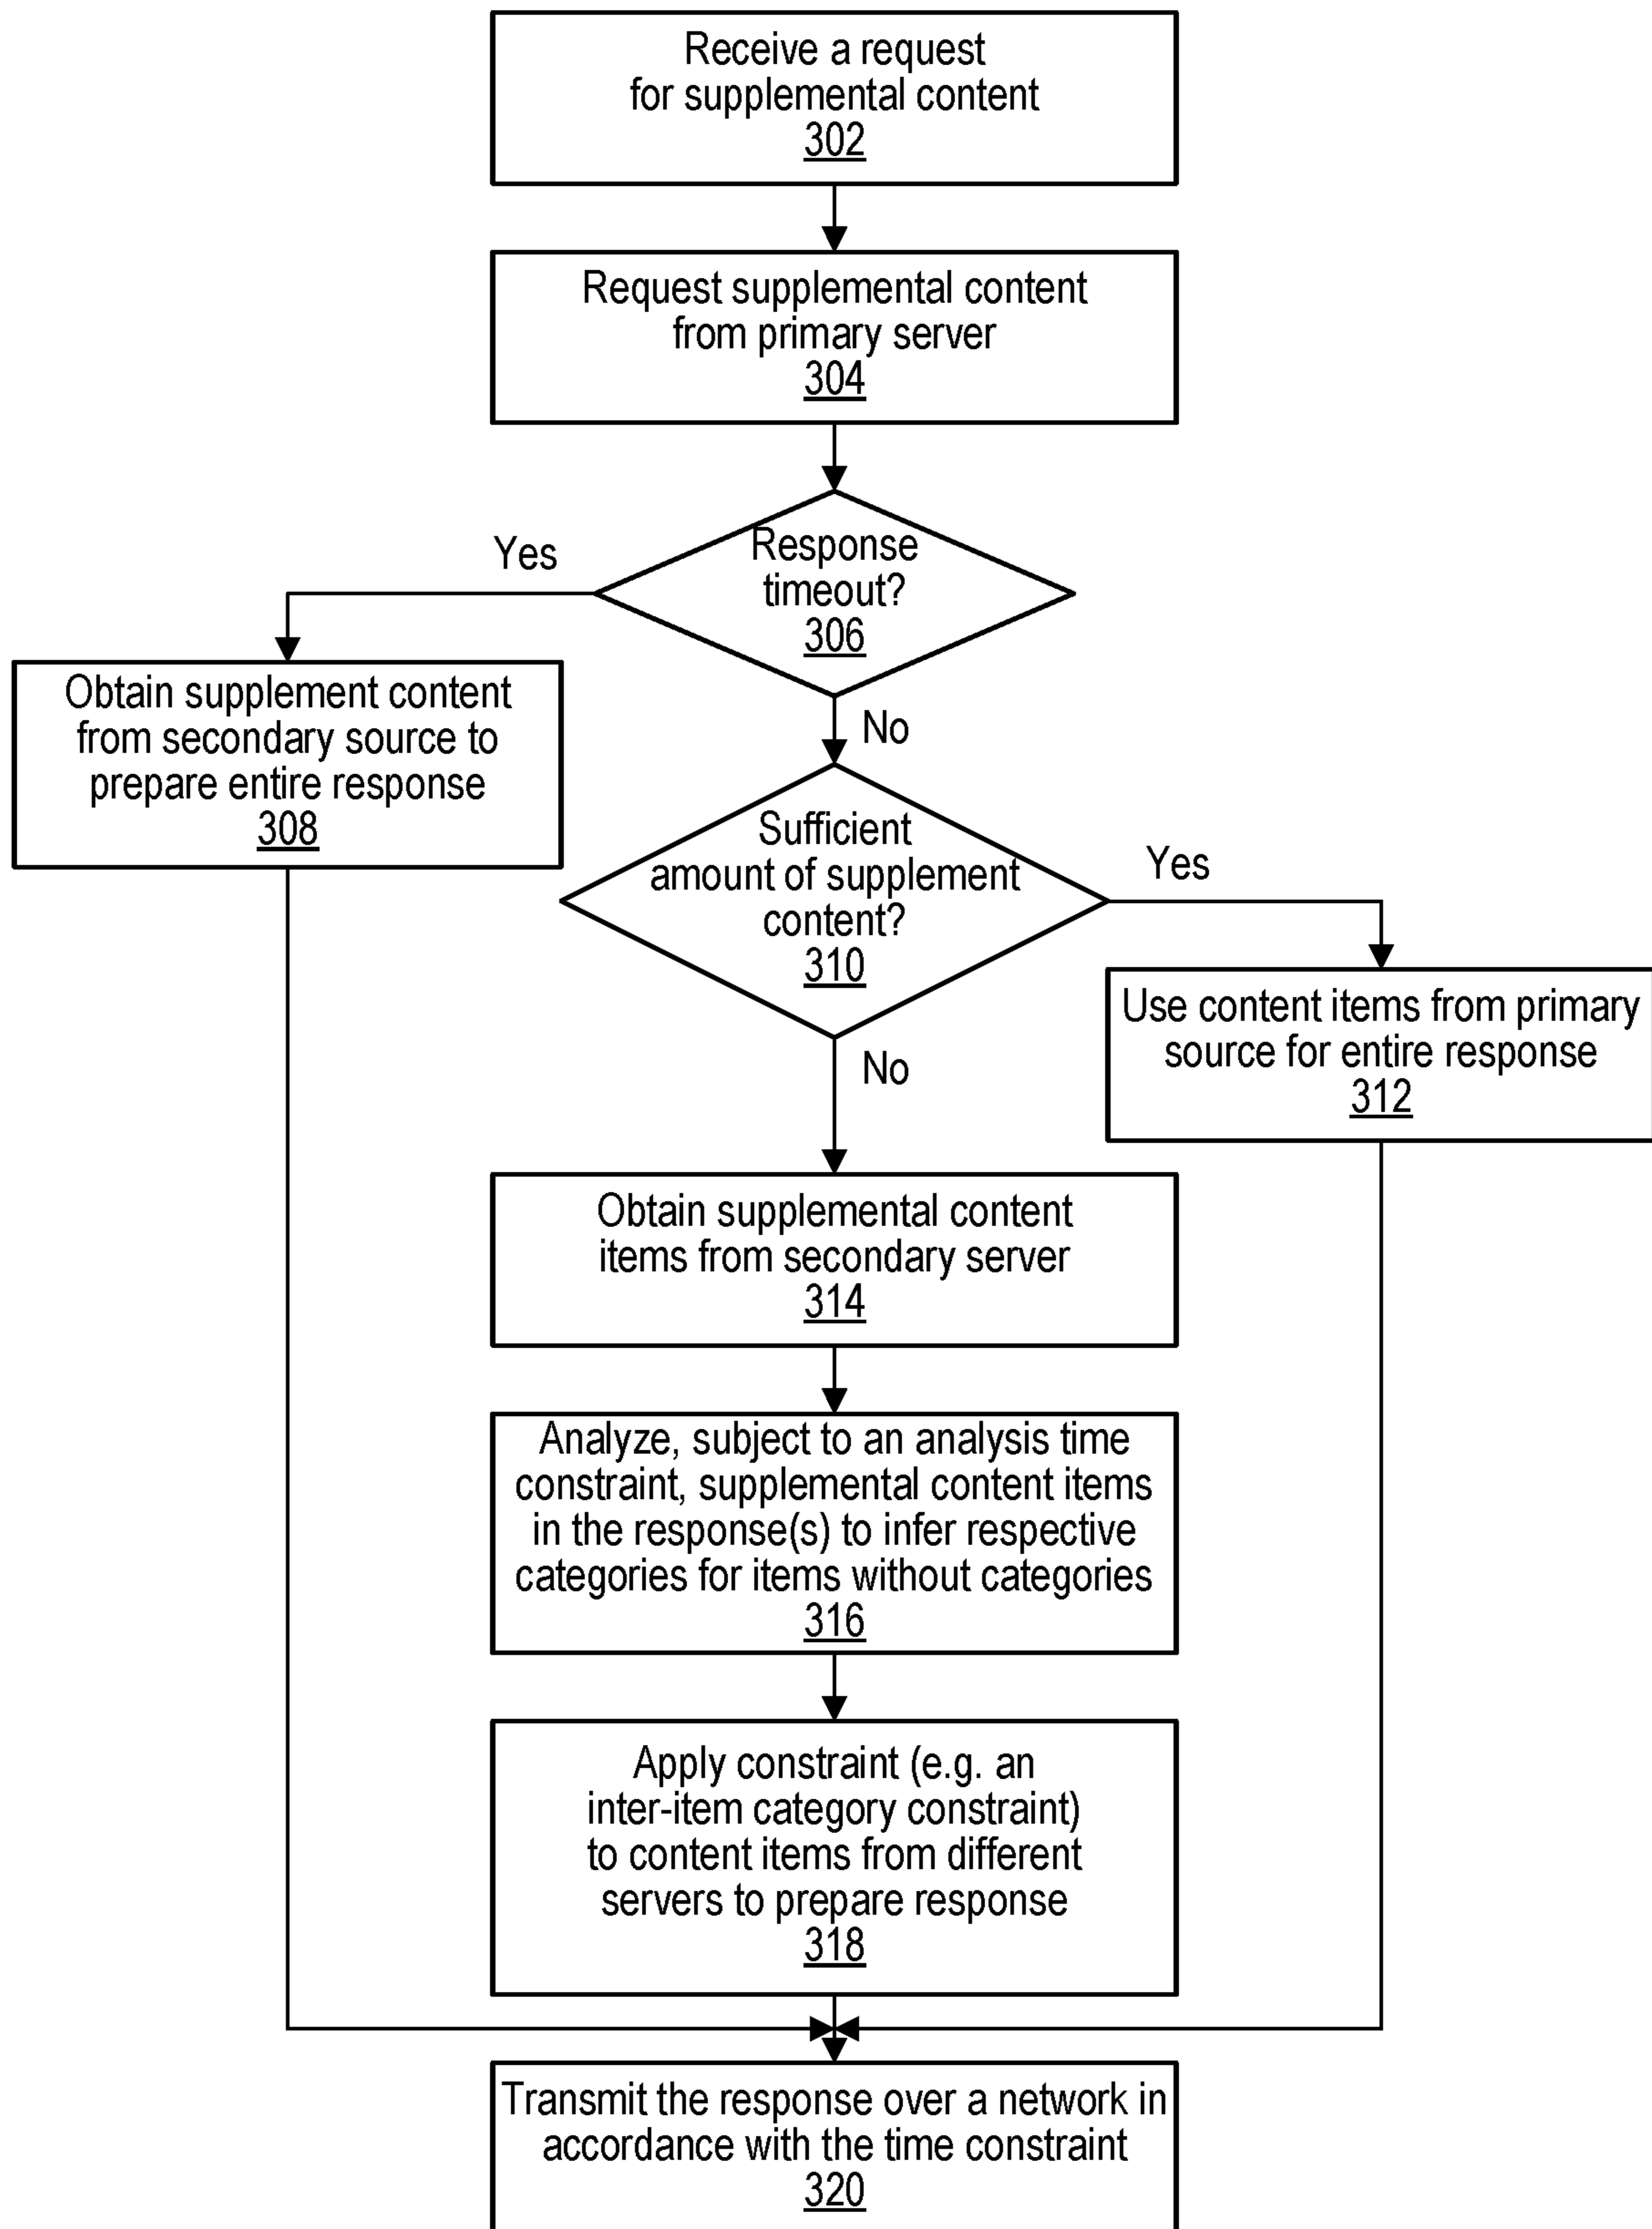 Receive a request
for supplemental content
302
Request supplemental content
from primary server
304
Yes
Response
timeout?
306
Obtain supplement content
from secondary source to
prepare entire response
308
No
Sufficient
amount of supplement
content?
310
Yes
Use content items from primary
source for entire response
312
No
Obtain supplemental content
items from secondary server
314
Analyze, subject to an analysis time
constraint, supplemental content items
in the response(s) to infer respective
categories for items without categories
316
Apply constraint (e.g. an
inter-item category constraint)
to content items from different
servers to prepare response
318
Transmit the response over a network in
accordance with the time constraint
320